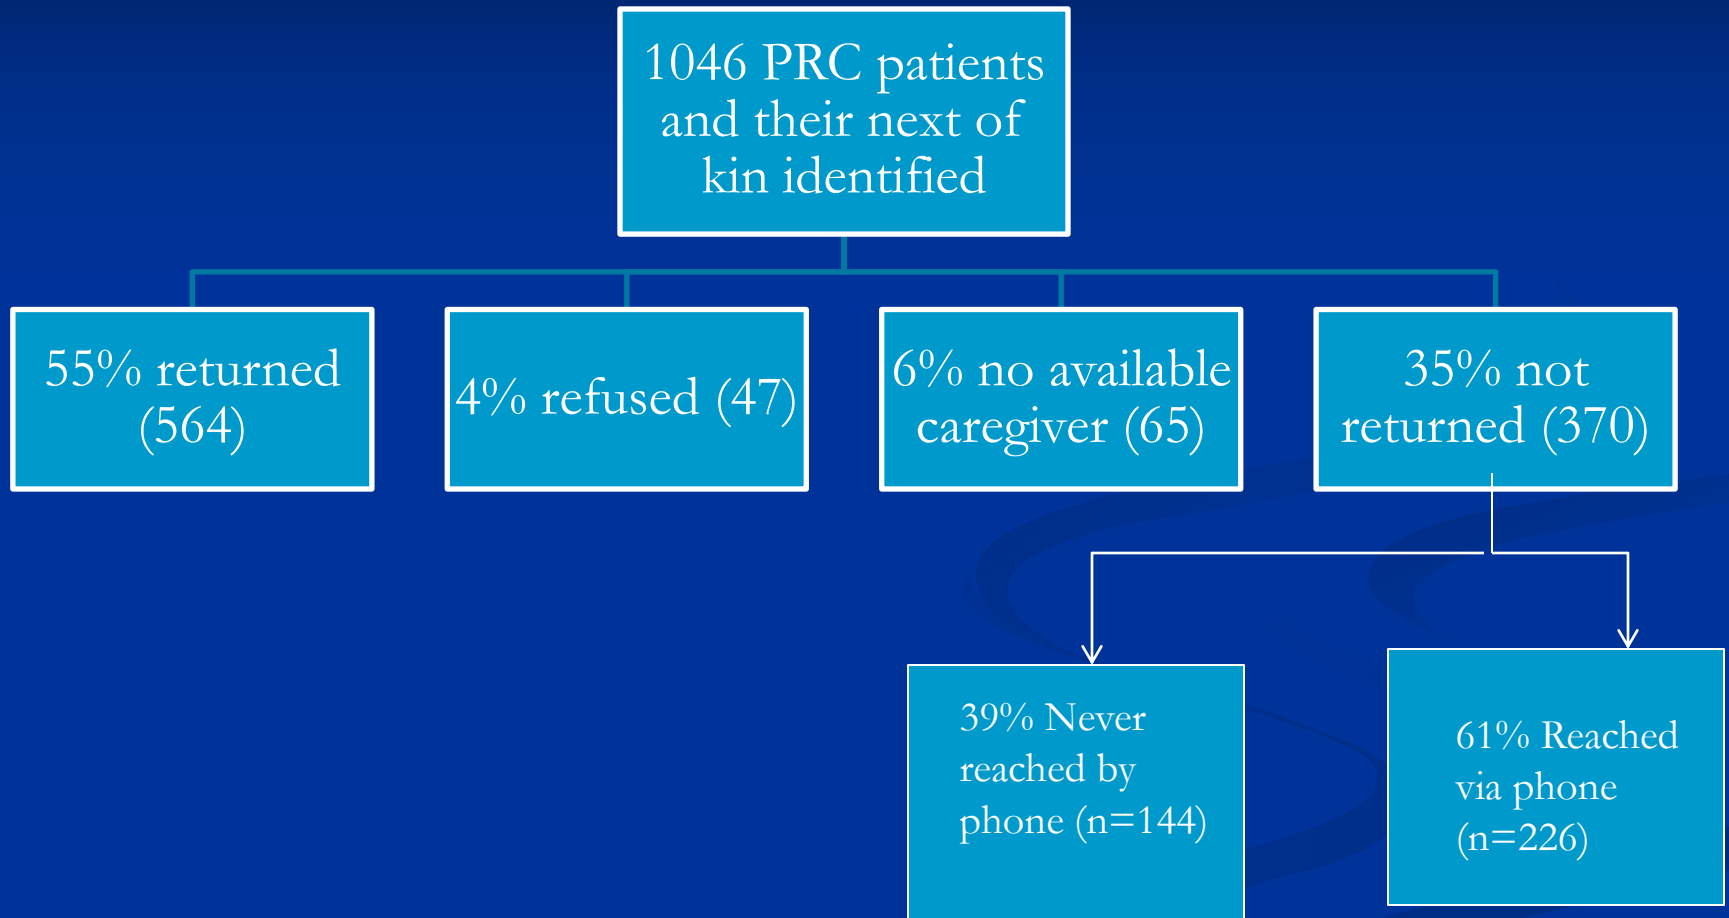 1046 PRC patients
and their next of
kin identified
55% returned
(564)
4% refused (47)
6% no available
caregiver (65)
35% not
returned (370)
39% Never
reached by
phone (n=144)
61% Reached
via phone
(n=226)